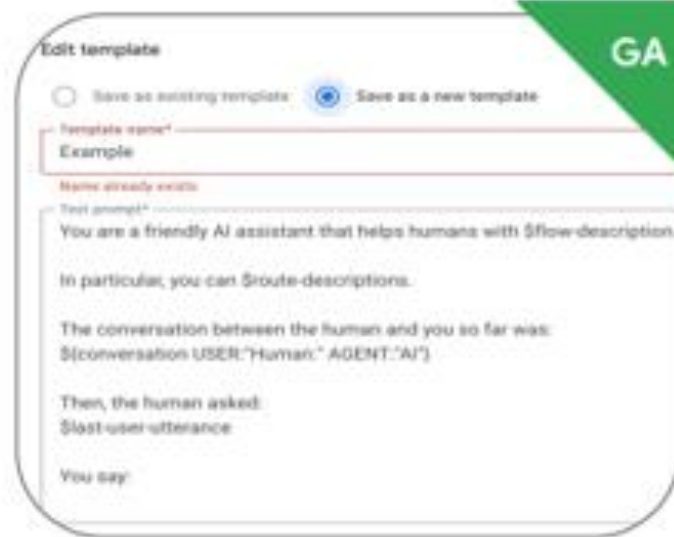 GA
Edit template
Save as existing template Save as a new template
Template name*
Example
Name already exists
Text prompt*
You are a friendly AI assistant that helps humans with $flow-description.
In particular, you can $route-descriptions.
The conversation between the human and you so far was:
${conversation USER:"Human:" AGENT:"AI"}
Then, the human asked:
$last-user-utterance
You say: